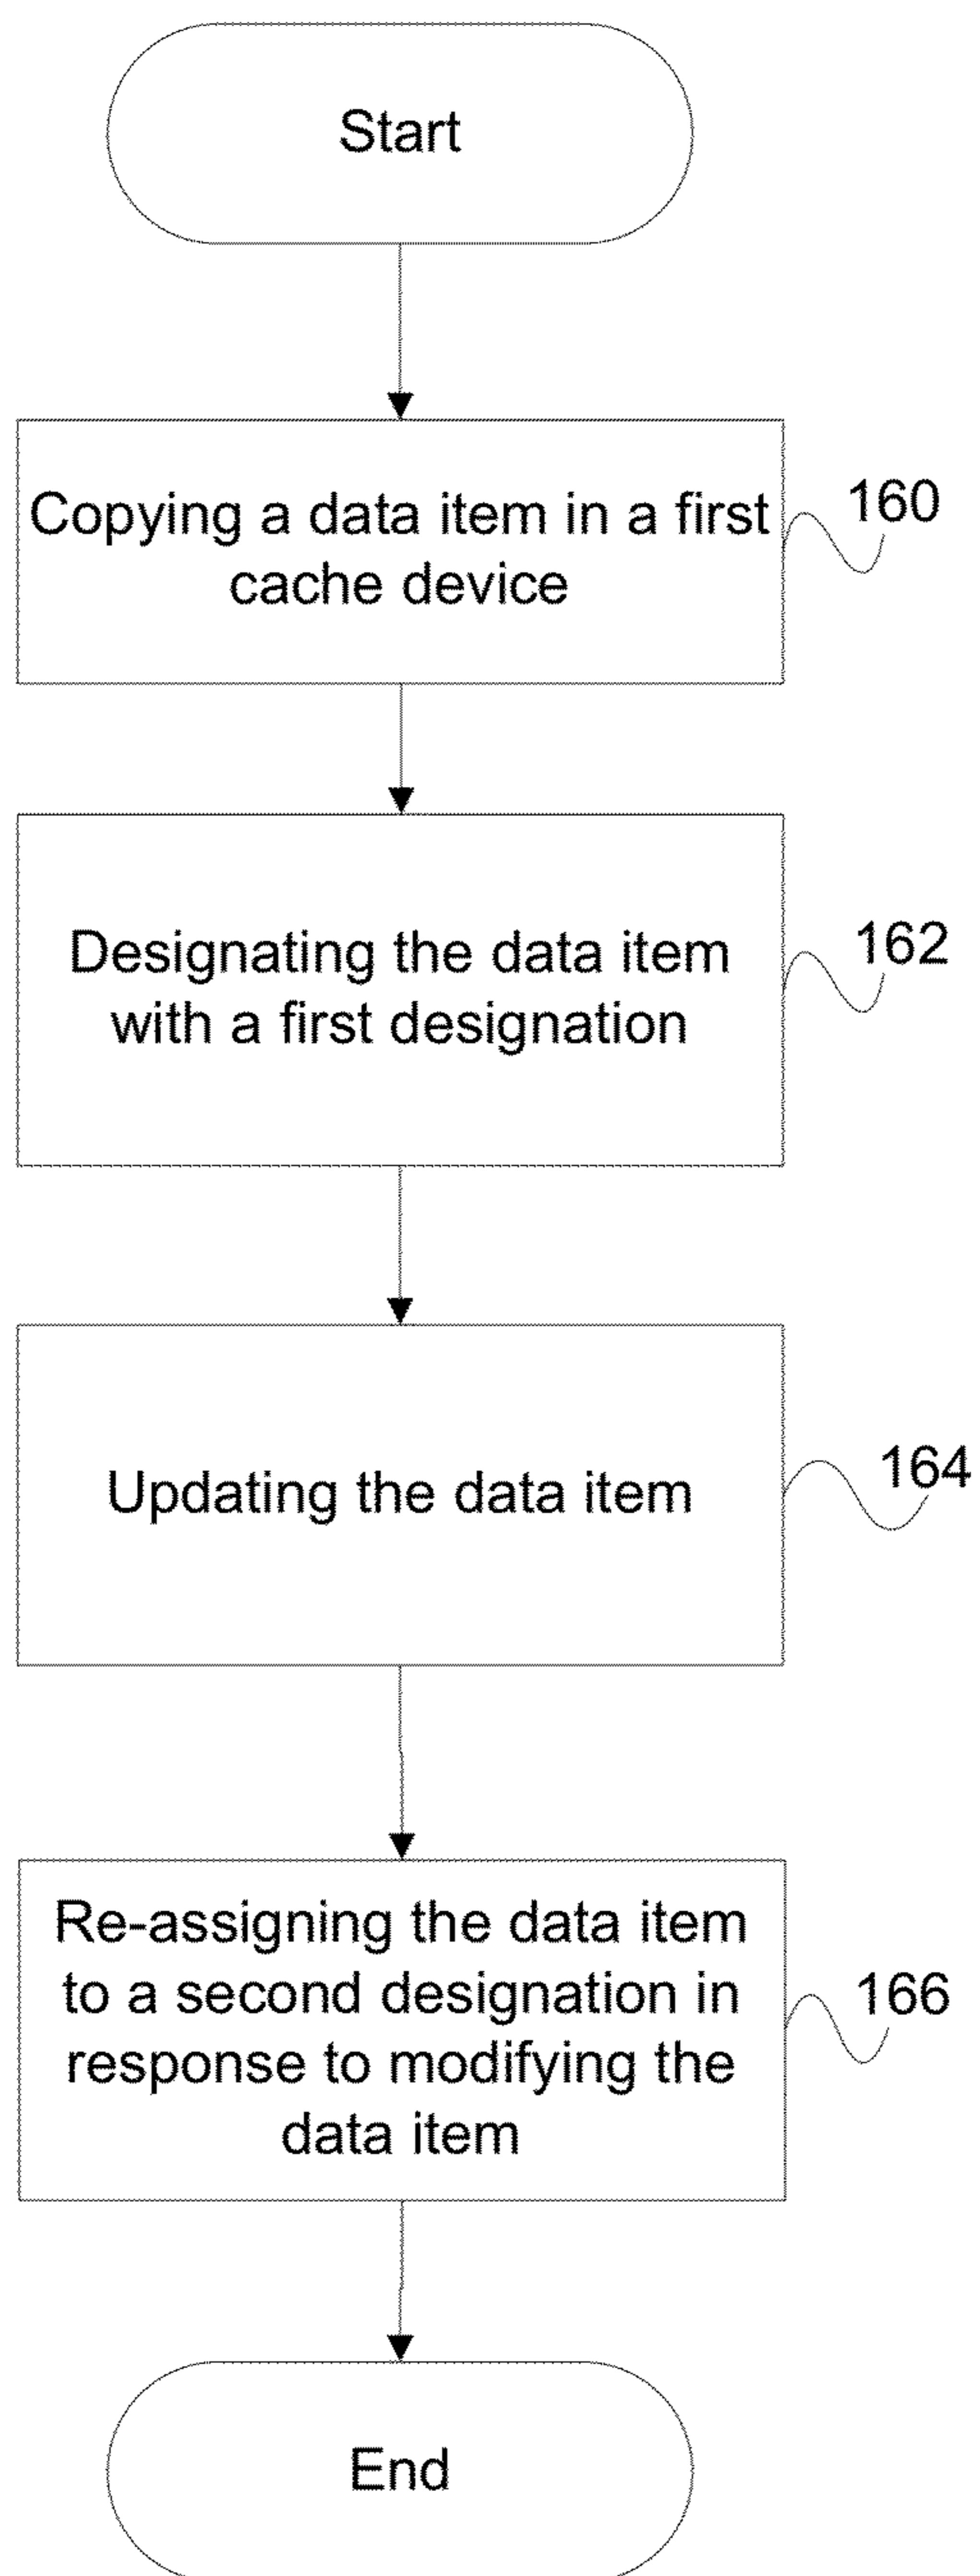 Start
Copying a data item in a first
cache device
160
Designating the data item
with a first designation
162
Updating the data item
164
Re-assigning the data item
to a second designation in
response to modifying the
data item
166
End